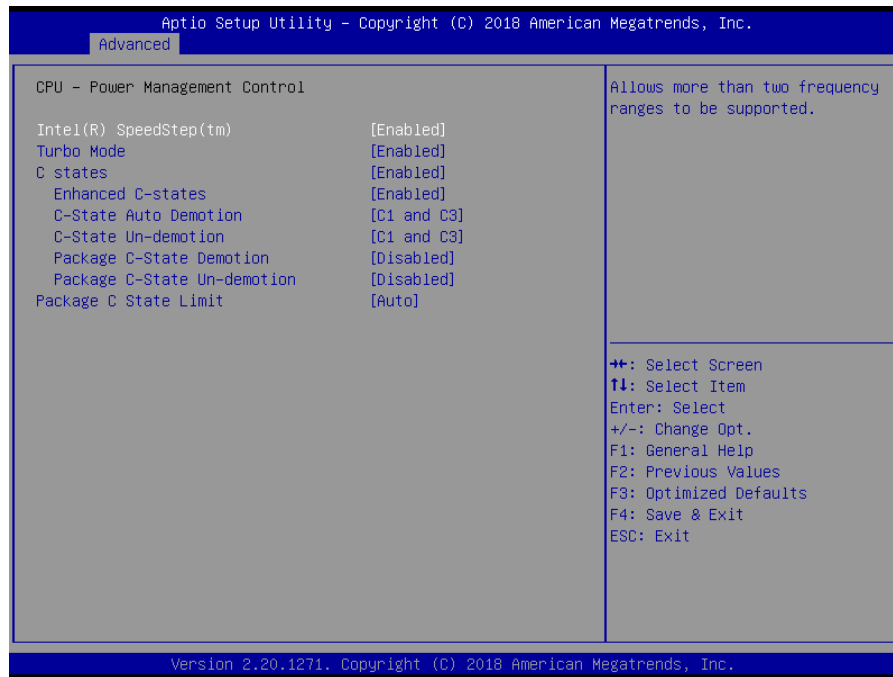 Aptio Setup Utility – Copyright (C) 2018 American Megatrends, Inc.
Advanced
CPU – Power Management Control
Intel(R) SpeedStep(tm) [Enabled]
Turbo Mode [Enabled]
C states [Enabled]
Enhanced C-states [Enabled]
C-State Auto Demotion [C1 and C3]
C-State Un-demotion [C1 and C3]
Package C-State Demotion [Disabled]
Package C-State Un-demotion [Disabled]
Package C State Limit [Auto]
Allows more than two frequency
ranges to be supported.
→←: Select Screen
↑↓: Select Item
Enter: Select
+/-: Change Opt.
F1: General Help
F2: Previous Values
F3: Optimized Defaults
F4: Save & Exit
ESC: Exit
Version 2.20.1271. Copyright (C) 2018 American Megatrends, Inc.